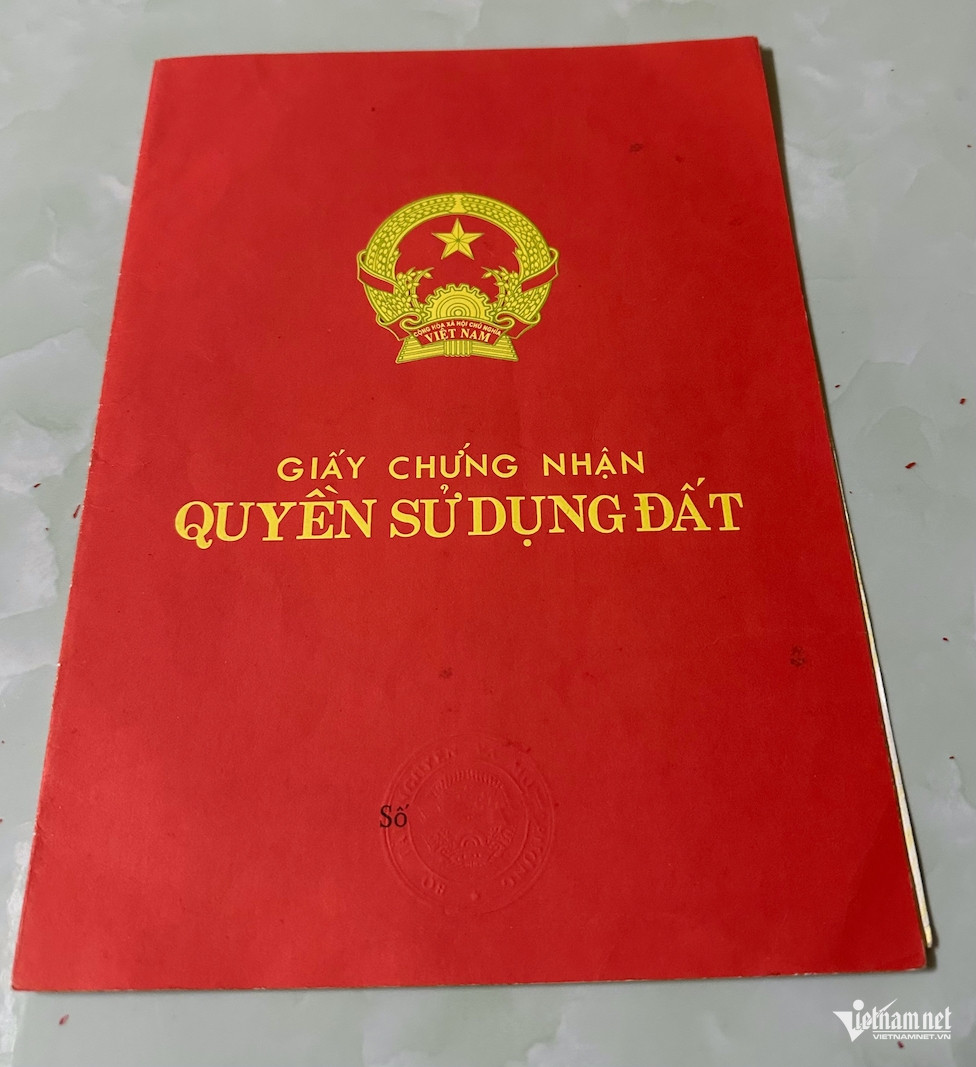 CỘNG HÒA XÃ HỘI CHỦ NGHĨA
VIỆT NAM
GIẤY CHỨNG NHẬN
QUYỀN SỬ DỤNG ĐẤT
Số
Vietnamnet
VIETNAMNET.VN